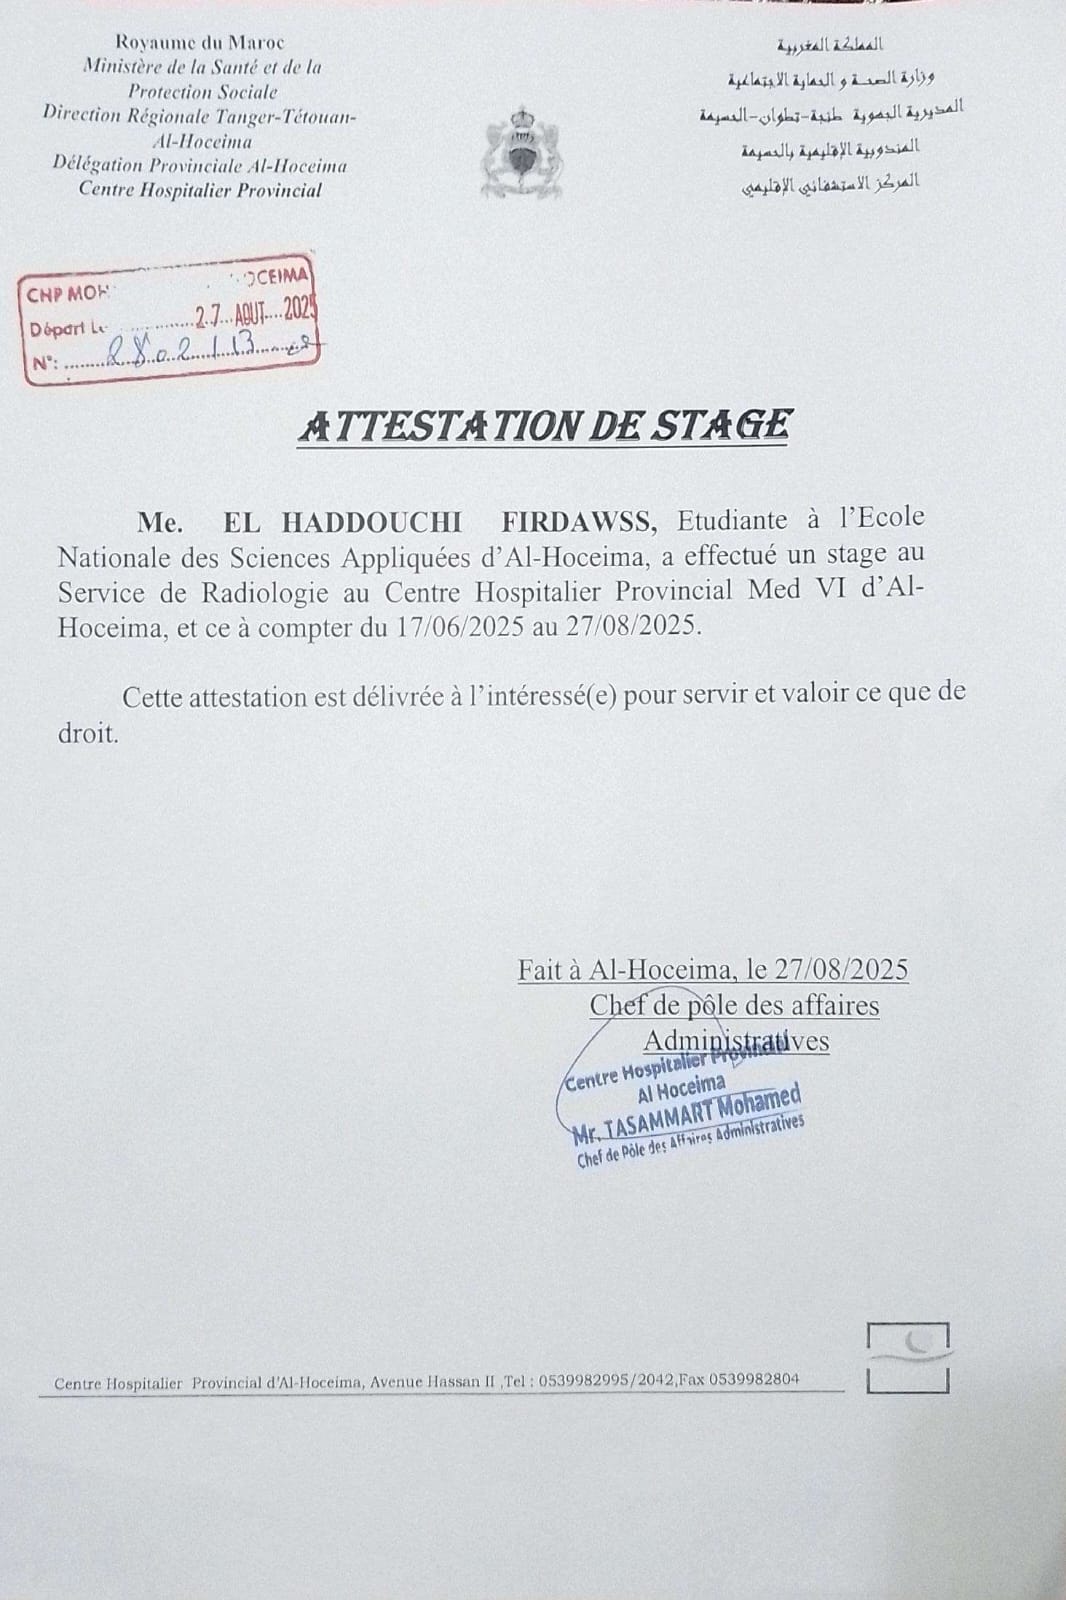 Royaume du Maroc
Ministère de la Santé et de la
Protection Sociale
Direction Régionale Tanger-Tétouan-
Al-Hoceima
Délégation Provinciale Al-Hoceima
Centre Hospitalier Provincial
المملكة المغربية
وزارة الصحة و الحماية الاجتماعية
المديرية الجهوية طنجة-تطوان-الحسيمة
المندوبية الإقليمية بالحسيمة
المركز الاستشفائي الإقليمي
CHP MOH OCEIMA
Départ Le 27 AOUT 2025
N°: 2802/13
ATTESTATION DE STAGE
Me. EL HADDOUCHI FIRDAWSS, Etudiante à l'Ecole
Nationale des Sciences Appliquées d'Al-Hoceima, a effectué un stage au
Service de Radiologie au Centre Hospitalier Provincial Med VI d'Al-
Hoceima, et ce à compter du 17/06/2025 au 27/08/2025.
Cette attestation est délivrée à l'intéressé(e) pour servir et valoir ce que de
droit.
Fait à Al-Hoceima, le 27/08/2025
Chef de pôle des affaires
Administratives
Centre Hospitalier Provincial
Al Hoceima
Mr. TASAMMART Mohamed
Chef de Pôle des Affaires Administratives
Centre Hospitalier Provincial d'Al-Hoceima, Avenue Hassan II ,Tel : 0539982995/2042,Fax 0539982804